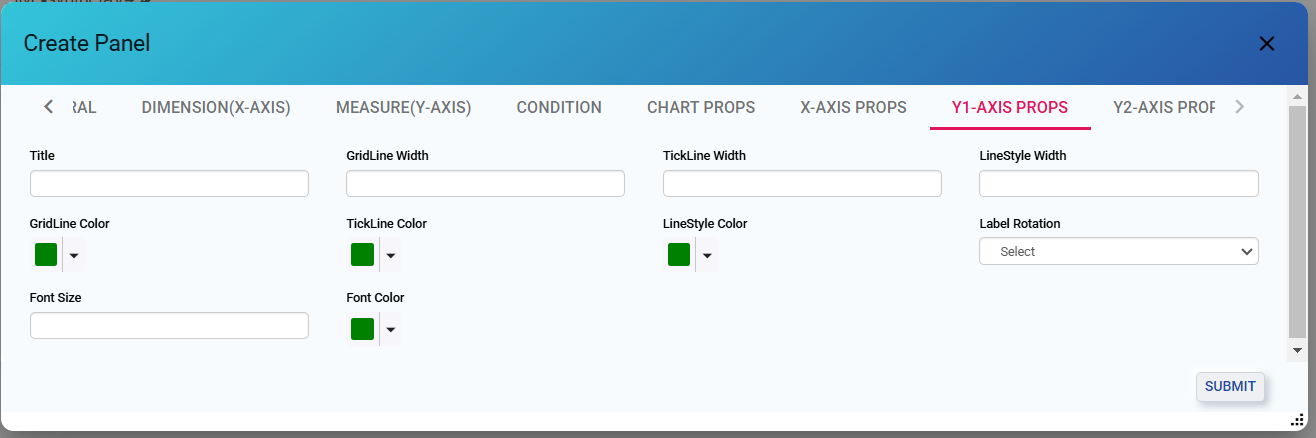 Create Panel
RAL DIMENSION(X-AXIS) MEASURE(Y-AXIS) CONDITION CHART PROPS X-AXIS PROPS Y1-AXIS PROPS Y2-AXIS PROP
Title GridLine Width TickLine Width LineStyle Width
GridLine Color TickLine Color LineStyle Color Label Rotation
Select
Font Size Font Color
SUBMIT